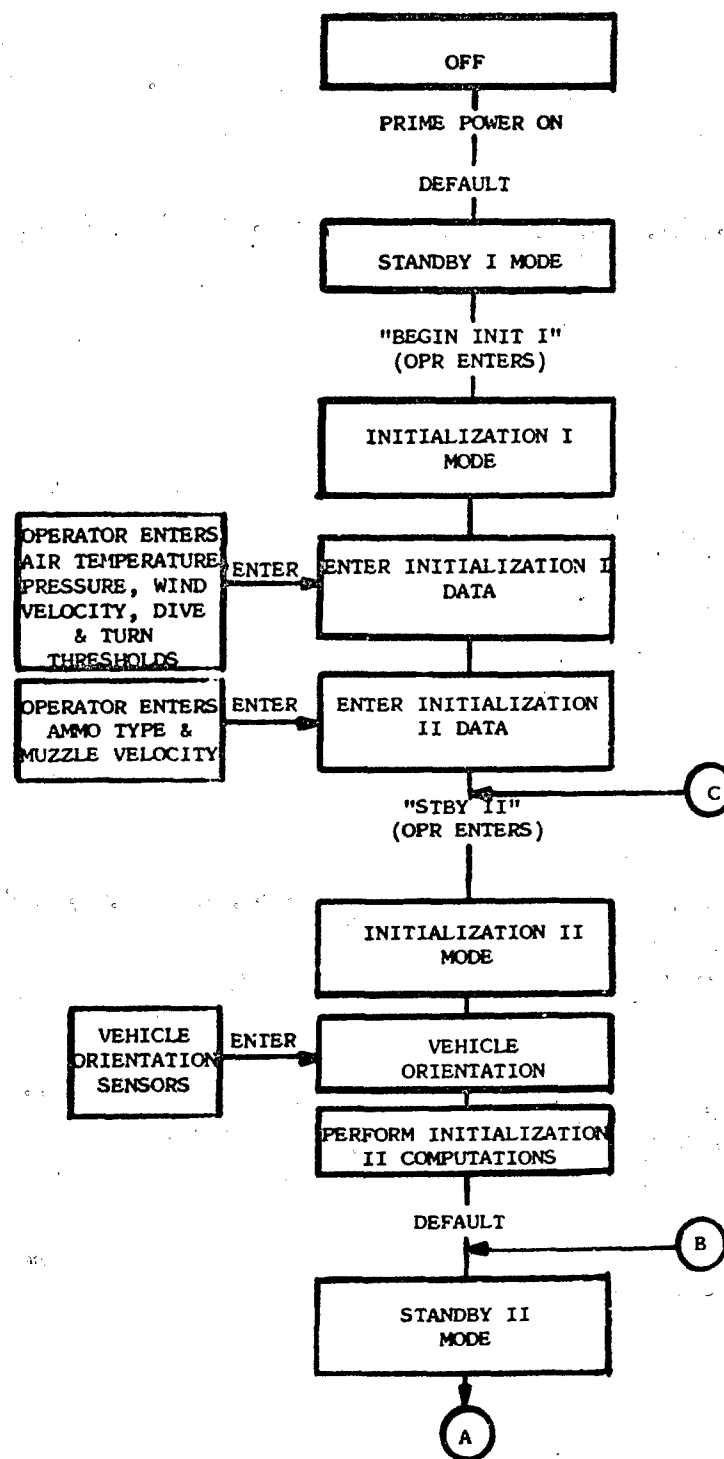 OFF
PRIME POWER ON
DEFAULT
STANDBY I MODE
"BEGIN INIT I"
(OPR ENTERS)
INITIALIZATION I
MODE
OPERATOR ENTERS
AIR TEMPERATURE
PRESSURE, WIND
VELOCITY, DIVE
& TURN
THRESHOLDS
ENTER
ENTER INITIALIZATION I
DATA
OPERATOR ENTERS
AMMO TYPE &
MUZZLE VELOCITY
ENTER
ENTER INITIALIZATION
II DATA
C
"STBY II"
(OPR ENTERS)
INITIALIZATION II
MODE
VEHICLE
ORIENTATION
SENSORS
ENTER
VEHICLE
ORIENTATION
PERFORM INITIALIZATION
II COMPUTATIONS
DEFAULT
B
STANDBY II
MODE
A